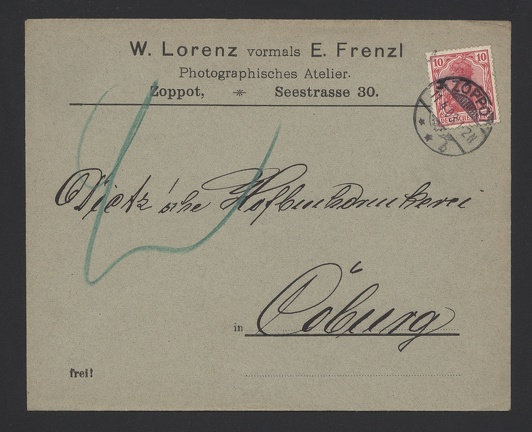 W. Lorenz vormals E. Frenzl
Photographisches Atelier.
Zoppot, Seestrasse 30.
10 10
ZOPPOT
Dietz'sche Hofbuchdruckerei
in Coburg
frei!